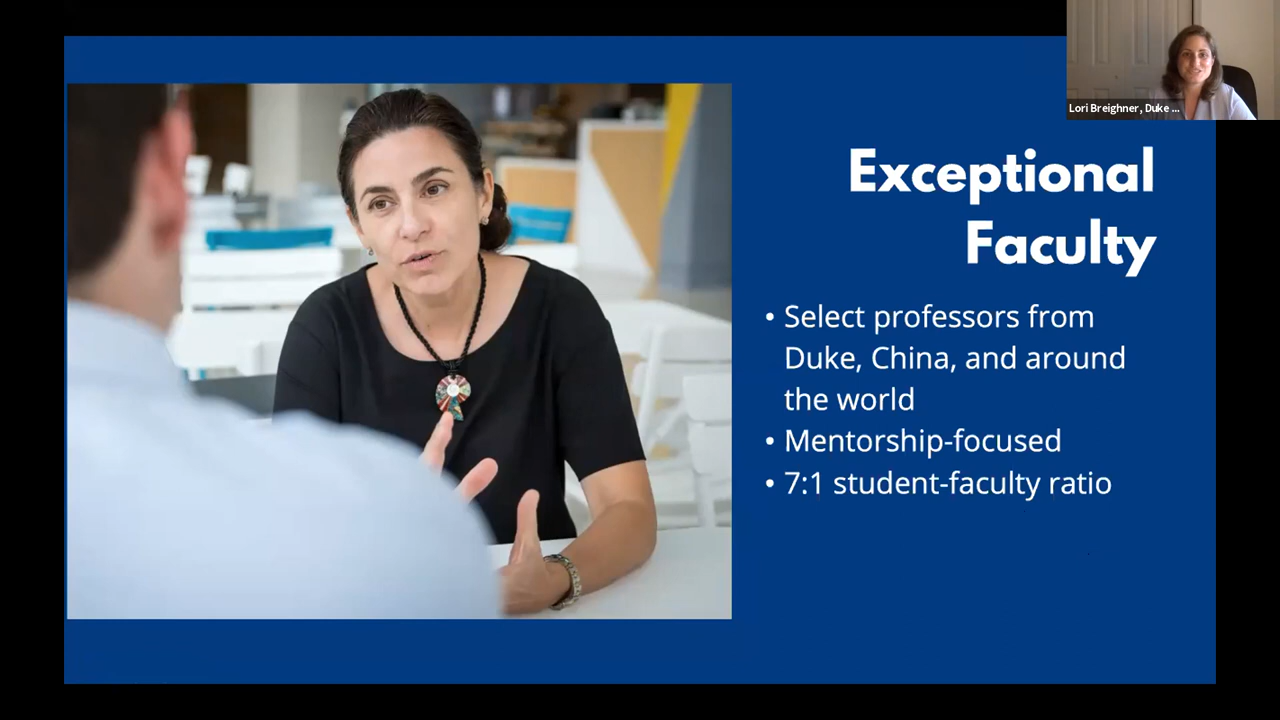 Lori Breighner, Duke ...
Exceptional
Faculty
• Select professors from
Duke, China, and around
the world
• Mentorship-focused
• 7:1 student-faculty ratio